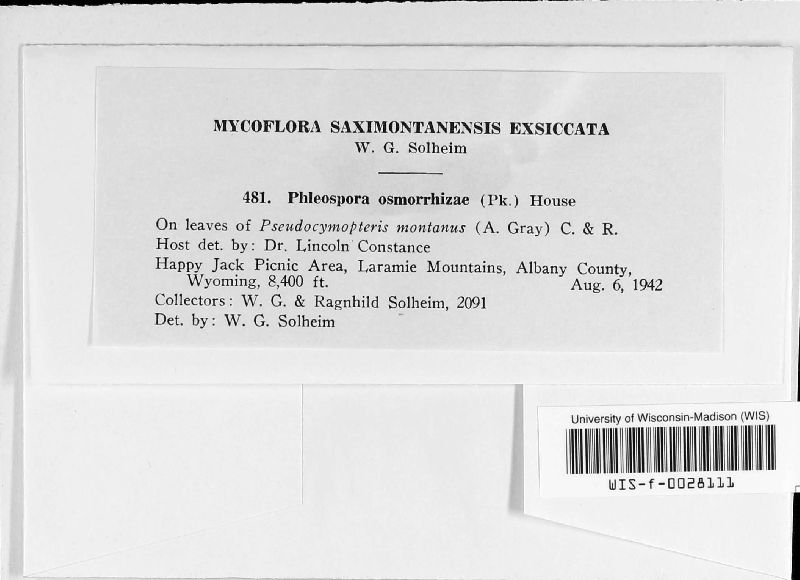 MYCOFLORA SAXIMONTANENSIS EXSICCATA
W. G. Solheim
481. Phleospora osmorrhizae (Pk.) House
On leaves of Pseudocymopteris montanus (A. Gray) C. & R.
Host det. by: Dr. Lincoln Constance
Happy Jack Picnic Area, Laramie Mountains, Albany County,
Wyoming, 8,400 ft. Aug. 6, 1942
Collectors: W. G. & Ragnhild Solheim, 2091
Det. by: W. G. Solheim
University of Wisconsin-Madison (WIS)
WIS-f-0028111